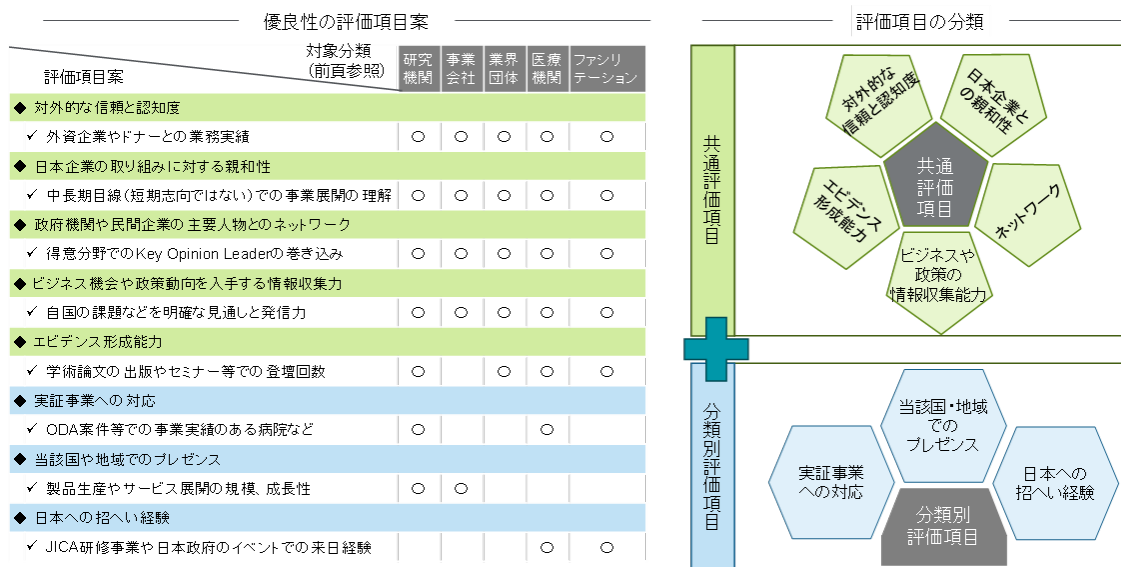 優良性の評価項目案
対象分類
(前頁参照)
評価項目案
研究
機関
事業
会社
業界
団体
医療
機関
ファシリ
テーション
◆ 対外的な信頼と認知度
✓ 外資企業やドナーとの業務実績 ○ ○ ○ ○ ○
◆ 日本企業の取り組みに対する親和性
✓ 中長期目線(短期志向ではない)での事業展開の理解 ○ ○ ○ ○ ○
◆ 政府機関や民間企業の主要人物とのネットワーク
✓ 得意分野でのKey Opinion Leaderの巻き込み ○ ○ ○ ○ ○
◆ ビジネス機会や政策動向を入手する情報収集力
✓ 自国の課題などを明確な見通しと発信力 ○ ○ ○ ○ ○
◆ エビデンス形成能力
✓ 学術論文の出版やセミナー等での登壇回数 ○ ○ ○ ○
◆ 実証事業への対応
✓ ODA案件等での事業実績のある病院など ○ ○
◆ 当該国や地域でのプレゼンス
✓ 製品生産やサービス展開の規模、成長性 ○ ○
◆ 日本への招へい経験
✓ JICA研修事業や日本政府のイベントでの来日経験 ○ ○
評価項目の分類
共通評価項目
対外的な
信頼と認知度
日本企業と
の親和性
共通
評価
項目
エビデンス
形成能力
ネットワーク
ビジネスや
政策の
情報収集能力
分類別評価項目
当該国・地域
での
プレゼンス
実証事業
への対応
日本への
招へい経験
分類別
評価項目